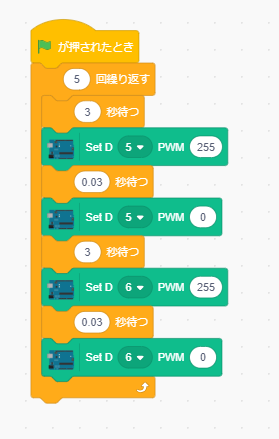 が押されたとき
5 回繰り返す
3 秒待つ
Set D 5 PWM 255
0.03 秒待つ
Set D 5 PWM 0
3 秒待つ
Set D 6 PWM 255
0.03 秒待つ
Set D 6 PWM 0